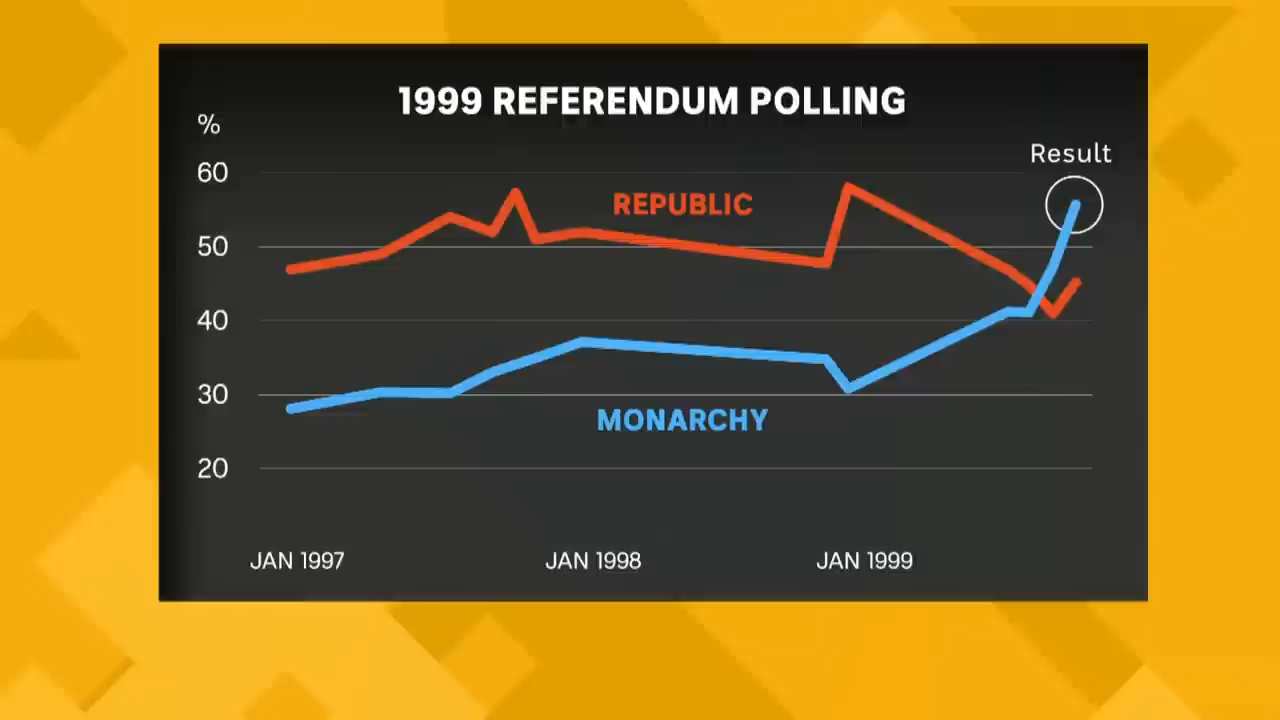 1999 REFERENDUM POLLING
%
Result
60
REPUBLIC
50
40
30
MONARCHY
20
JAN 1997 JAN 1998 JAN 1999